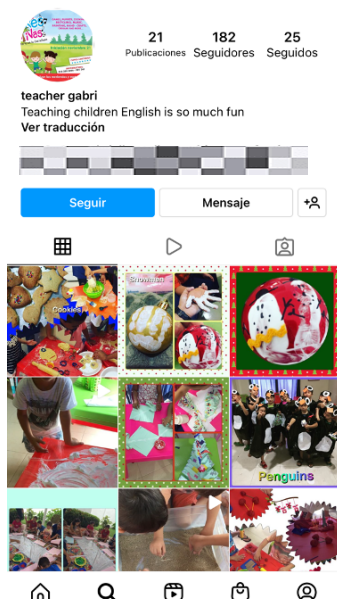 21
182
25
Publicaciones
Seguidores
Seguidos
teacher gabri
Teaching children English is so much fun
Ver traducción
Seguir
Mensaje
Cookies
Snowman
Penguins